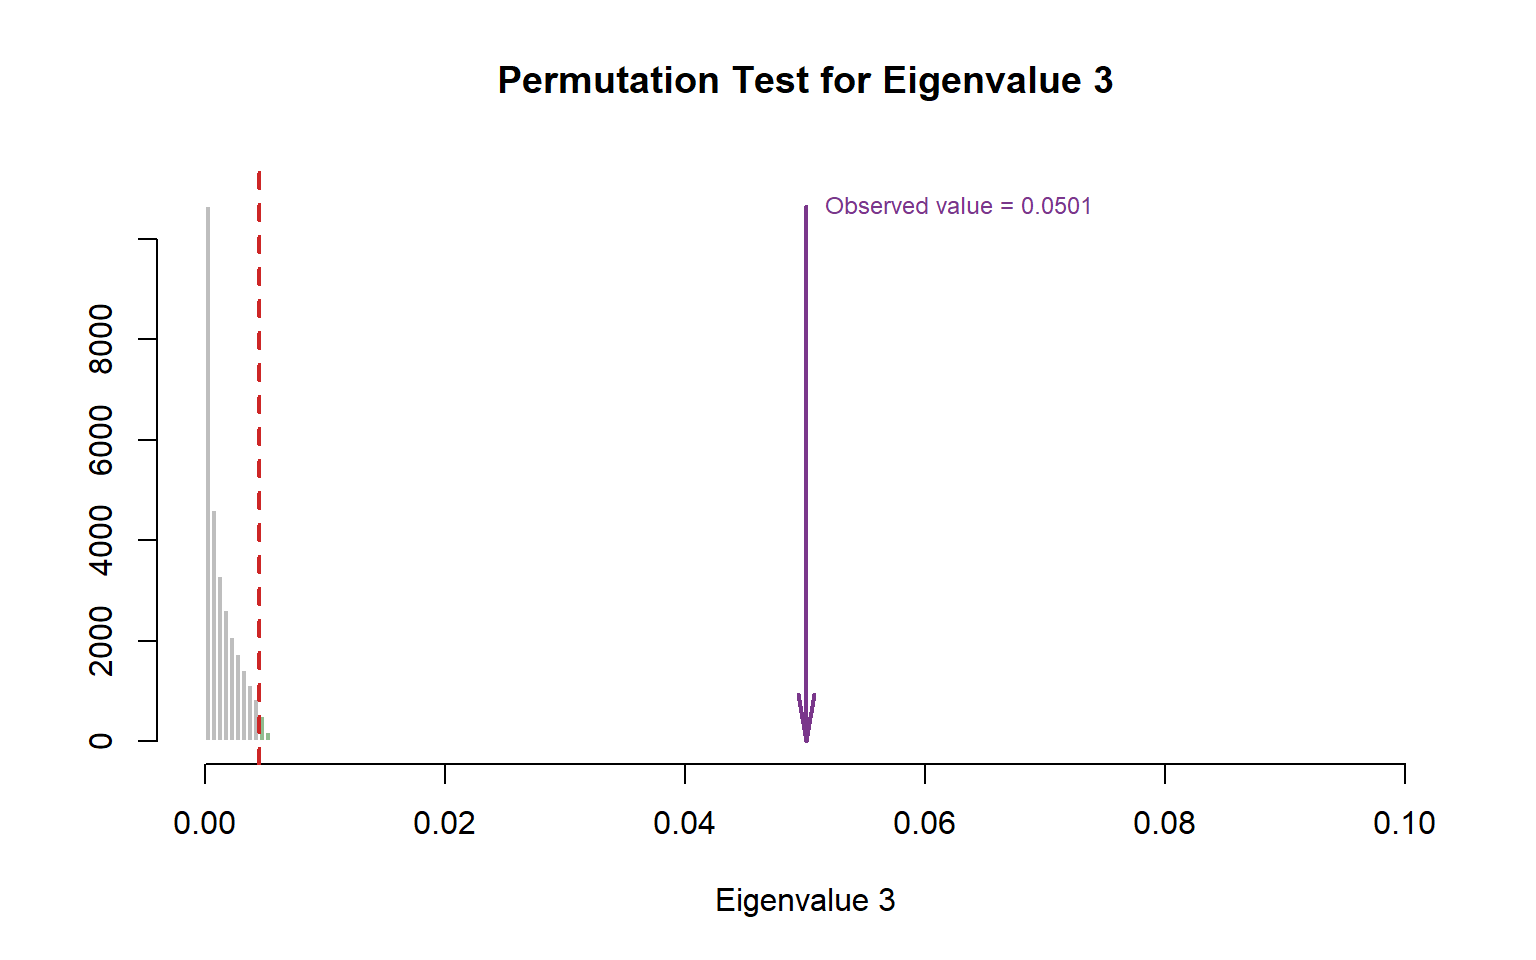 Permutation Test for Eigenvalue 3
Observed value = 0.0501
8000
6000
4000
2000
0
0.00 0.02 0.04 0.06 0.08 0.10
Eigenvalue 3